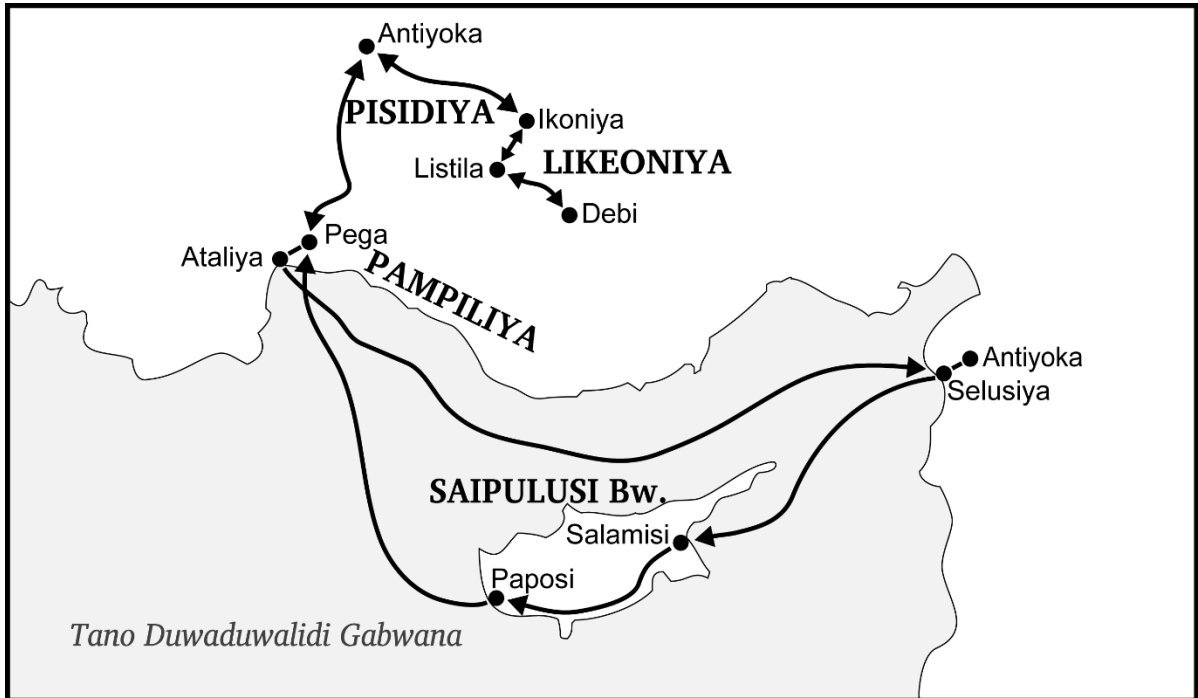 Antiyoka
PISIDIYA
Ikoniya
Listila
LIKEONIYA
Debi
Pega
Ataliya
PAMPILIYA
Antiyoka
Selusiya
SAIPULUSI Bw.
Salamisi
Paposi
Tano Duwaduwalidi Gabwana